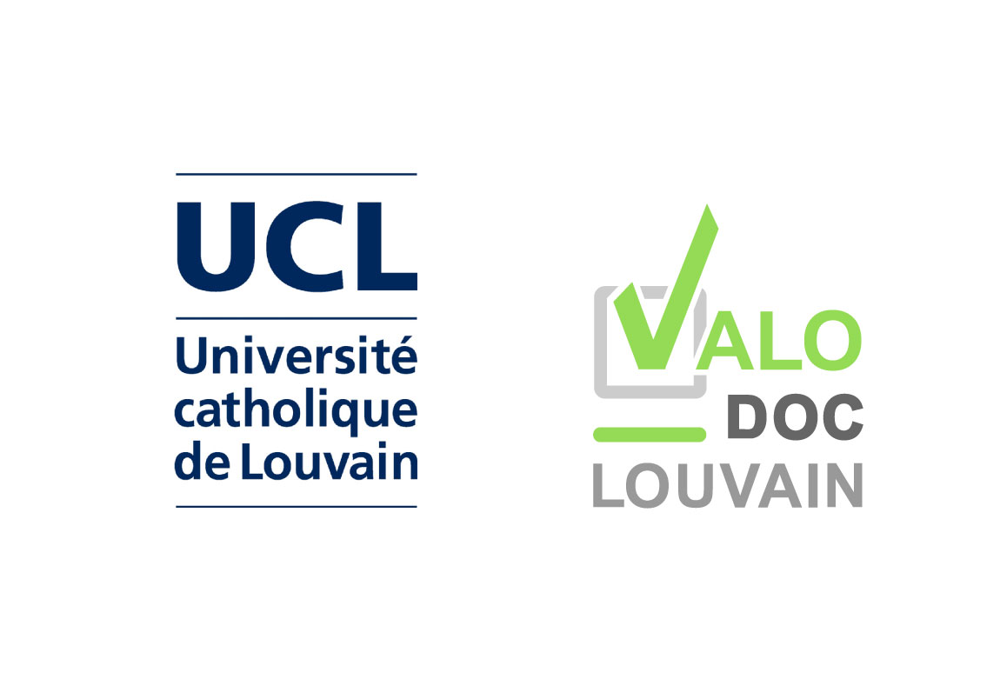 UCL
Université
catholique
de Louvain
VALO
DOC
LOUVAIN